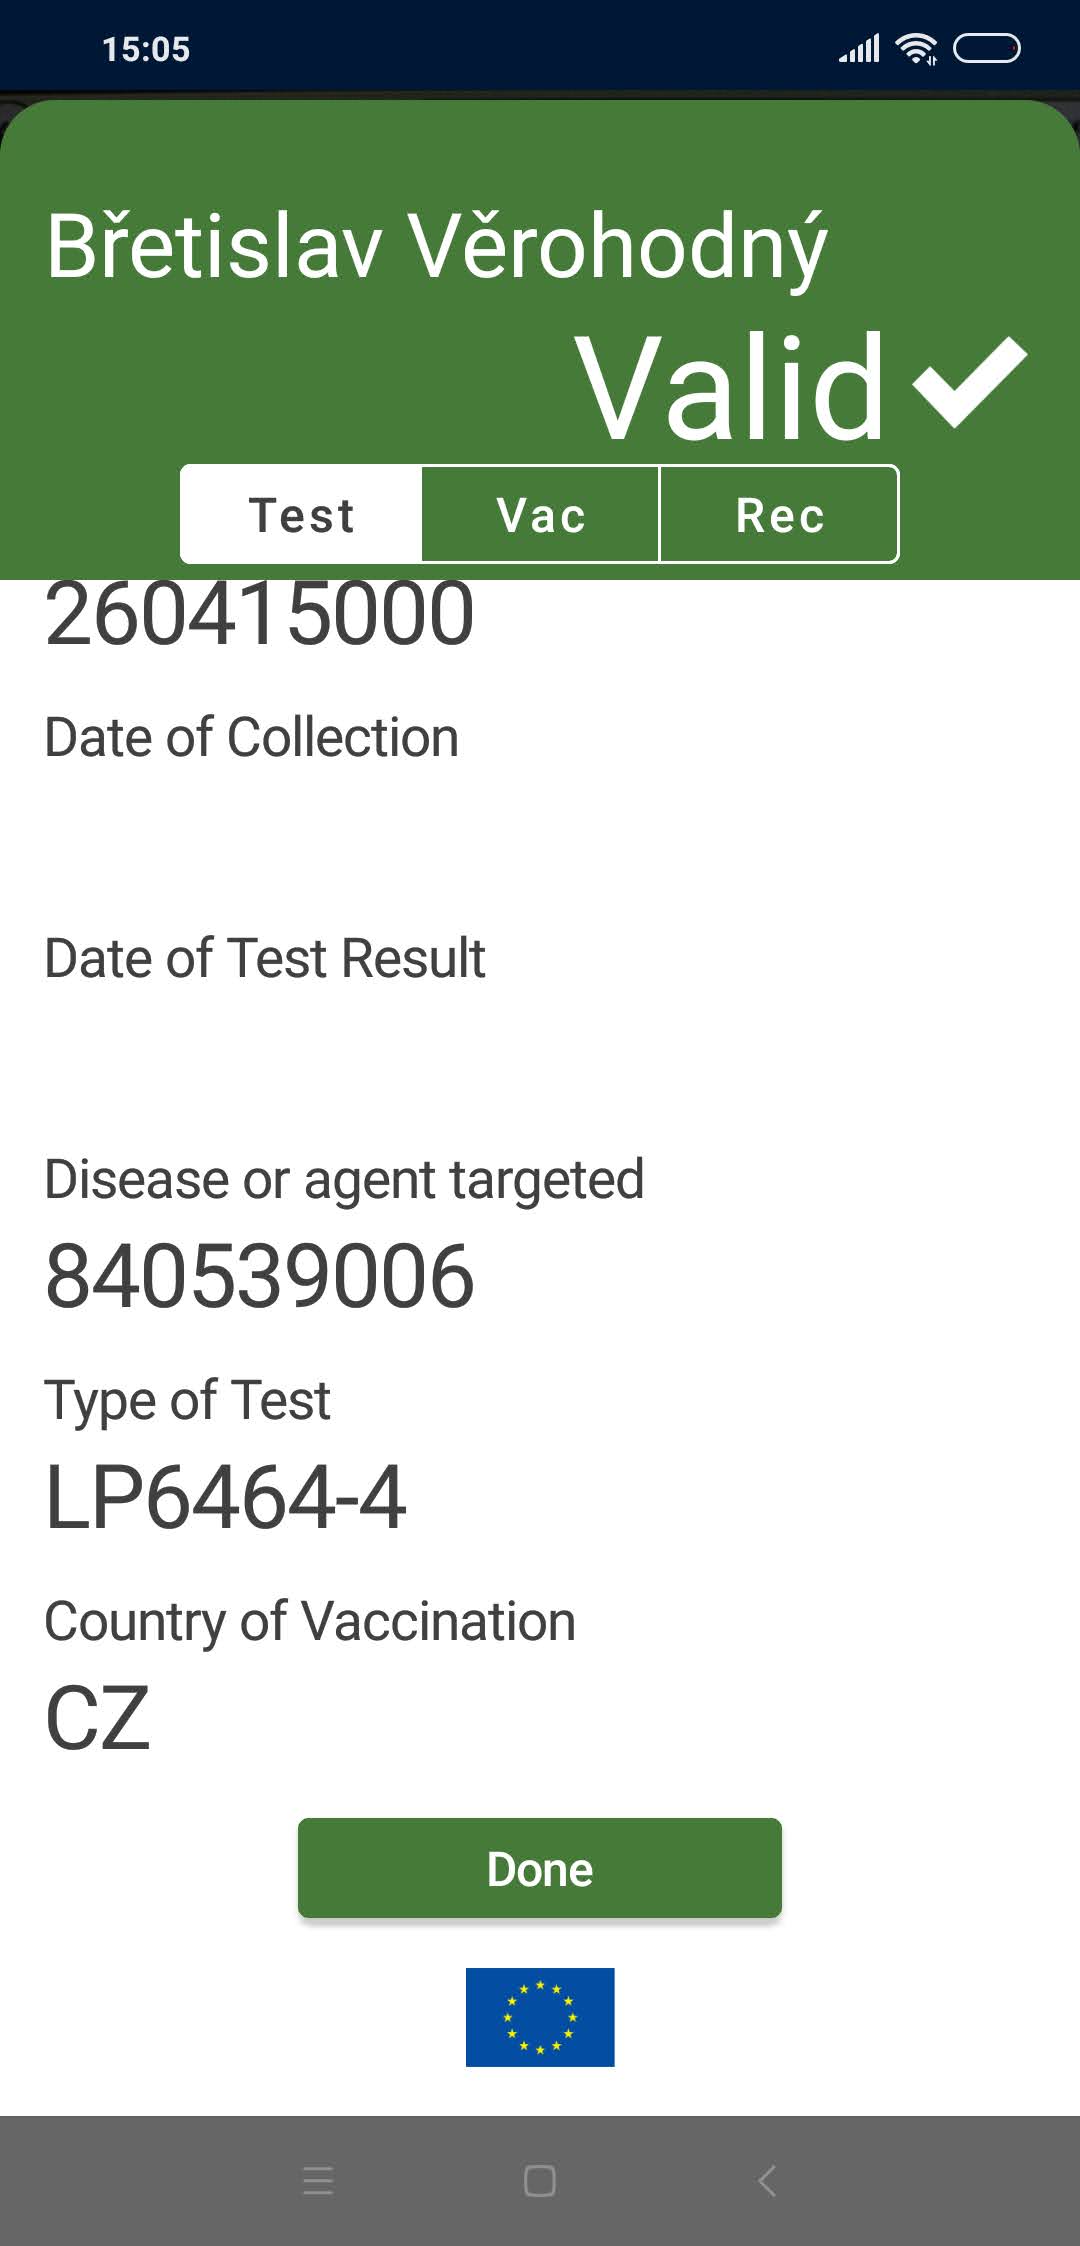 15:05
Břetislav Věrohodný
Valid
Test Vac Rec
260415000
Date of Collection
Date of Test Result
Disease or agent targeted
840539006
Type of Test
LP6464-4
Country of Vaccination
CZ
Done